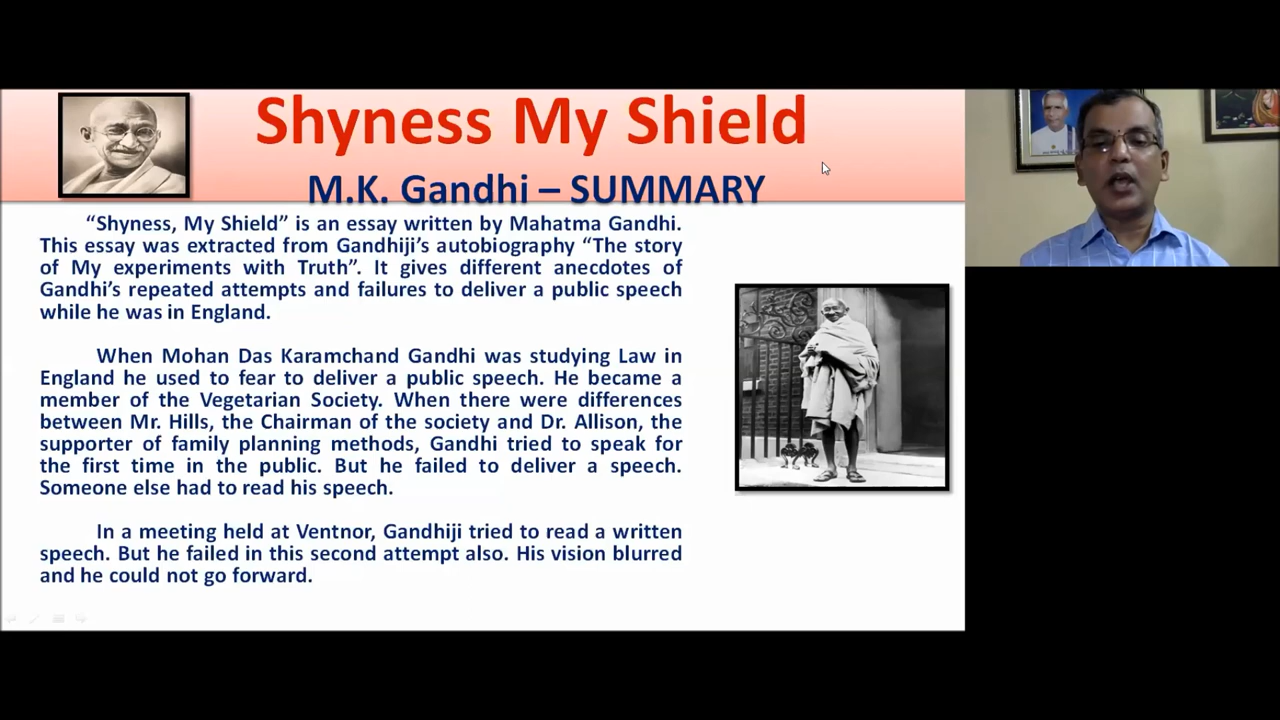 Shyness My Shield
M.K. Gandhi – SUMMARY
“Shyness, My Shield” is an essay written by Mahatma Gandhi.
This essay was extracted from Gandhiji’s autobiography “The story
of My experiments with Truth”. It gives different anecdotes of
Gandhi’s repeated attempts and failures to deliver a public speech
while he was in England.
When Mohan Das Karamchand Gandhi was studying Law in
England he used to fear to deliver a public speech. He became a
member of the Vegetarian Society. When there were differences
between Mr. Hills, the Chairman of the society and Dr. Allison, the
supporter of family planning methods, Gandhi tried to speak for
the first time in the public. But he failed to deliver a speech.
Someone else had to read his speech.
In a meeting held at Ventnor, Gandhiji tried to read a written
speech. But he failed in this second attempt also. His vision blurred
and he could not go forward.